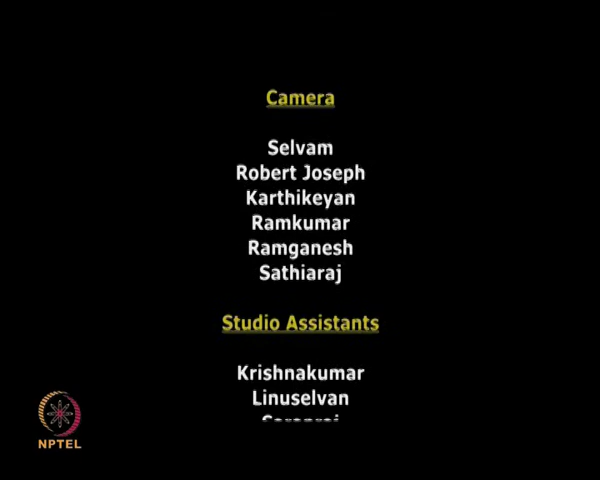 Camera
Selvam
Robert Joseph
Karthikeyan
Ramkumar
Ramganesh
Sathiaraj
Studio Assistants
Krishnakumar
Linuselvan
NPTEL